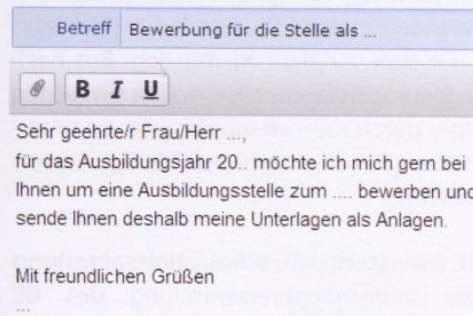 Betreff Bewerbung für die Stelle als ...
B I U
Sehr geehrte/r Frau/Herr ...,
für das Ausbildungsjahr 20.. möchte ich mich gern bei
Ihnen um eine Ausbildungsstelle zum .... bewerben und
sende Ihnen deshalb meine Unterlagen als Anlagen.
Mit freundlichen Grüßen
...